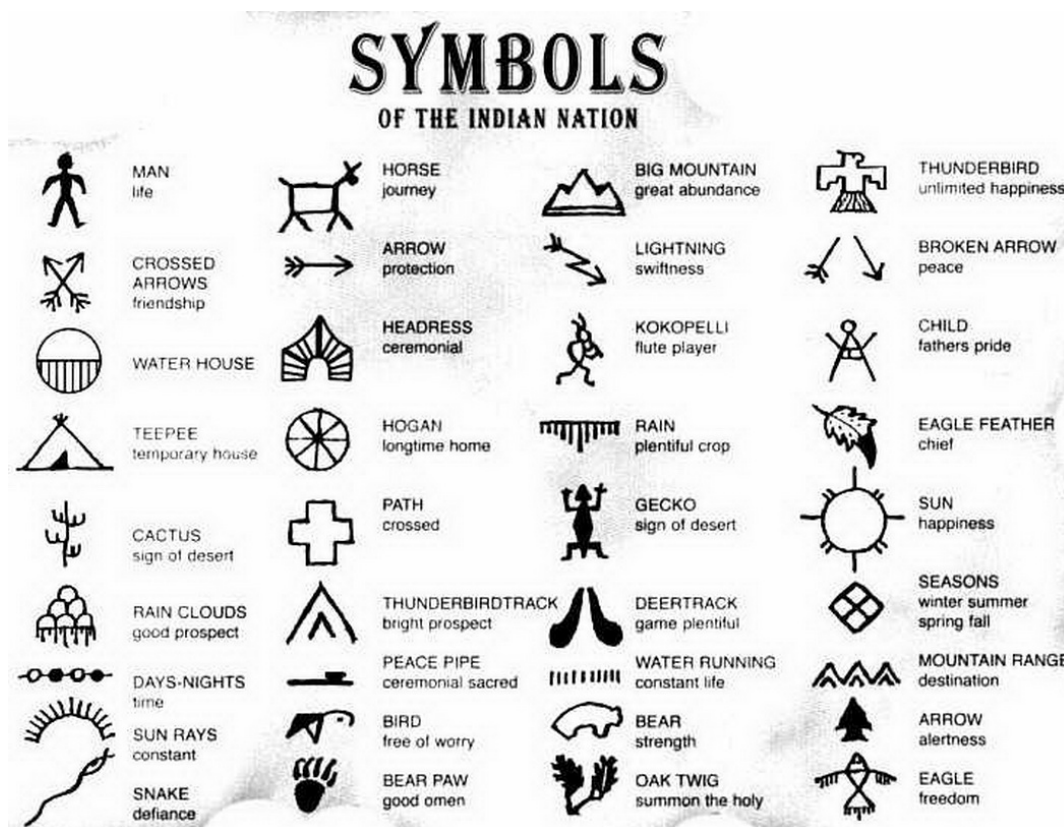 SYMBOLS
OF THE INDIAN NATION
MAN
life
CROSSED
ARROWS
friendship
WATER HOUSE
TEEPEE
temporary house
CACTUS
sign of desert
RAIN CLOUDS
good prospect
DAYS-NIGHTS
time
SUN RAYS
constant
SNAKE
defiance
HORSE
journey
ARROW
protection
HEADRESS
ceremonial
HOGAN
longtime home
PATH
crossed
THUNDERBIRDTRACK
bright prospect
PEACE PIPE
ceremonial sacred
BIRD
free of worry
BEAR PAW
good omen
BIG MOUNTAIN
great abundance
LIGHTNING
swiftness
KOKOPELLI
flute player
RAIN
plentiful crop
GECKO
sign of desert
DEERTRACK
game plentiful
WATER RUNNING
constant life
BEAR
strength
OAK TWIG
summon the holy
THUNDERBIRD
unlimited happiness
BROKEN ARROW
peace
CHILD
fathers pride
EAGLE FEATHER
chief
SUN
happiness
SEASONS
winter summer
spring fall
MOUNTAIN RANGE
destination
ARROW
alertness
EAGLE
freedom